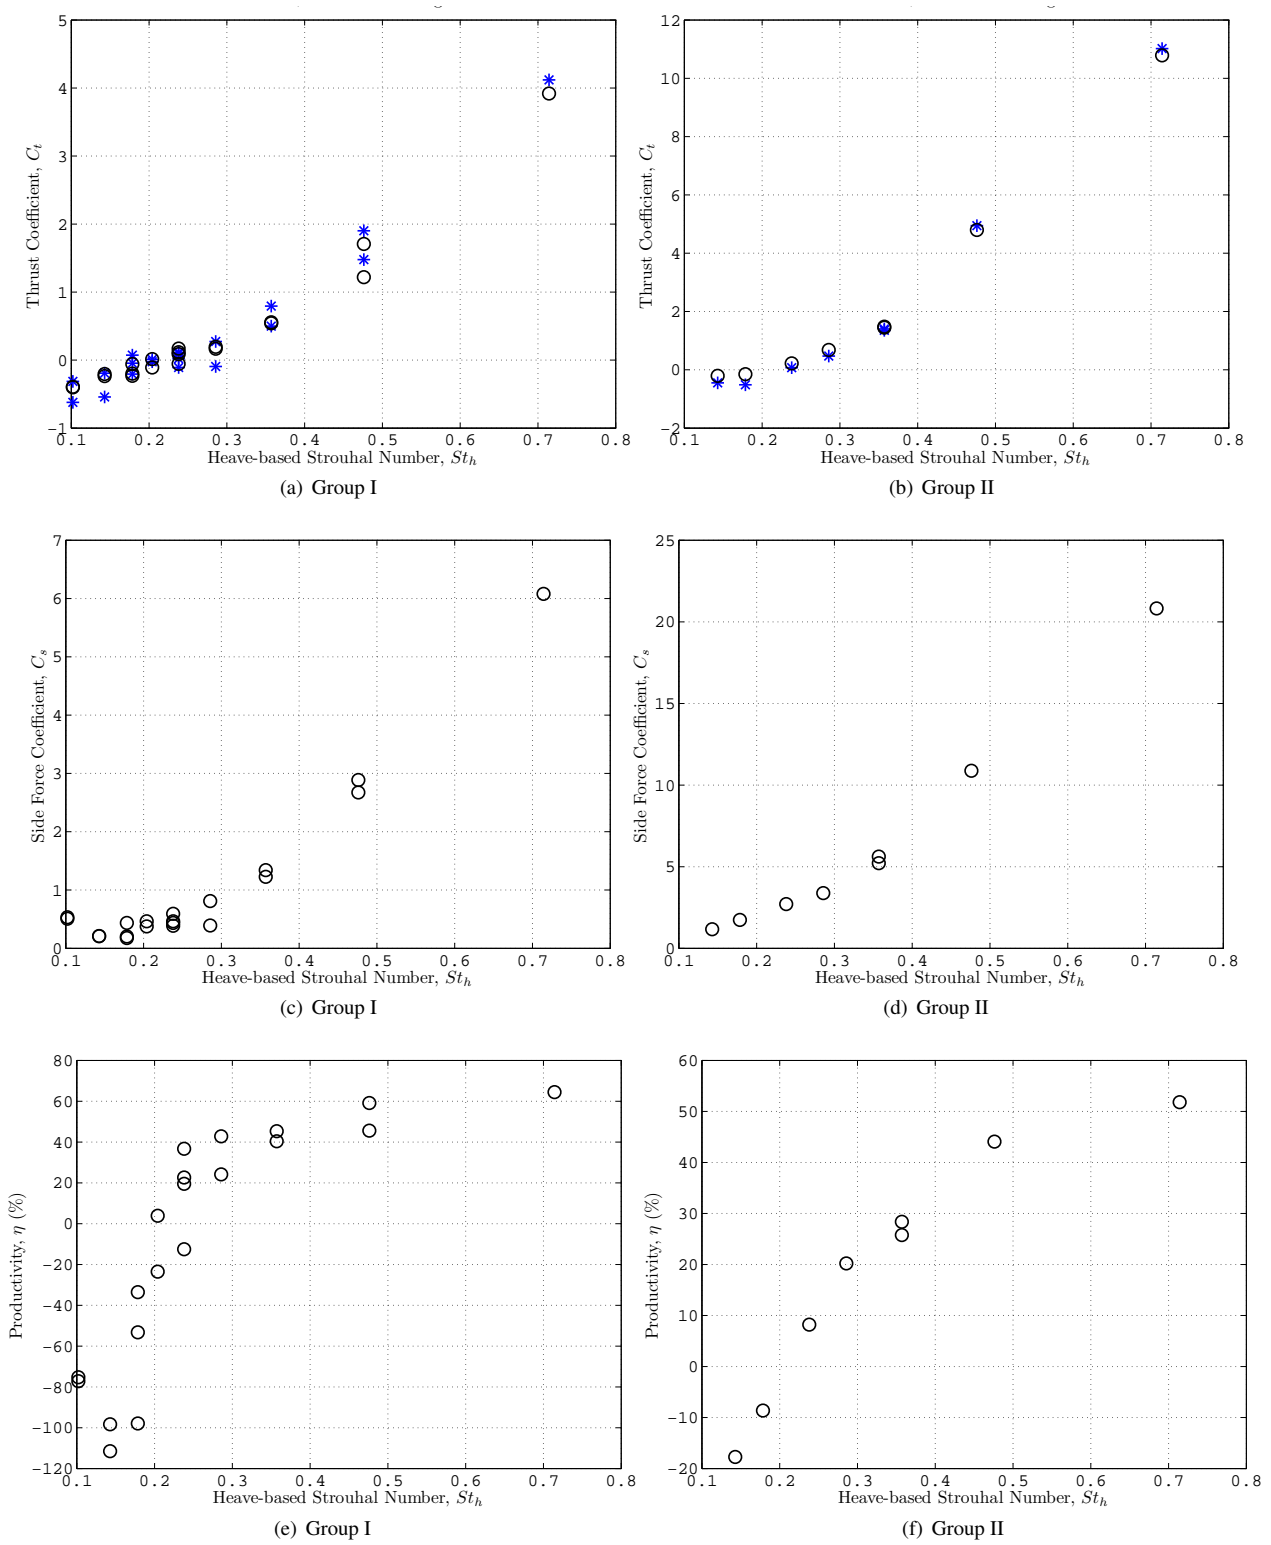 5
4
3
2
1
0
−1
0.1 0.2 0.3 0.4 0.5 0.6 0.7 0.8
Thrust Coefficient, Ct
Heave-based Strouhal Number, Sth
(a) Group I
12
10
8
6
4
2
0
−2
0.1 0.2 0.3 0.4 0.5 0.6 0.7 0.8
Thrust Coefficient, Ct
Heave-based Strouhal Number, Sth
(b) Group II
7
6
5
4
3
2
1
0
0.1 0.2 0.3 0.4 0.5 0.6 0.7 0.8
Side Force Coefficient, Cs
Heave-based Strouhal Number, Sth
(c) Group I
25
20
15
10
5
0
0.1 0.2 0.3 0.4 0.5 0.6 0.7 0.8
Side Force Coefficient, Cs
Heave-based Strouhal Number, Sth
(d) Group II
80
60
40
20
0
−20
−40
−60
−80
−100
−120
0.1 0.2 0.3 0.4 0.5 0.6 0.7 0.8
Productivity, η (%)
Heave-based Strouhal Number, Sth
(e) Group I
60
50
40
30
20
10
0
−10
−20
0.1 0.2 0.3 0.4 0.5 0.6 0.7 0.8
Productivity, η (%)
Heave-based Strouhal Number, Sth
(f) Group II